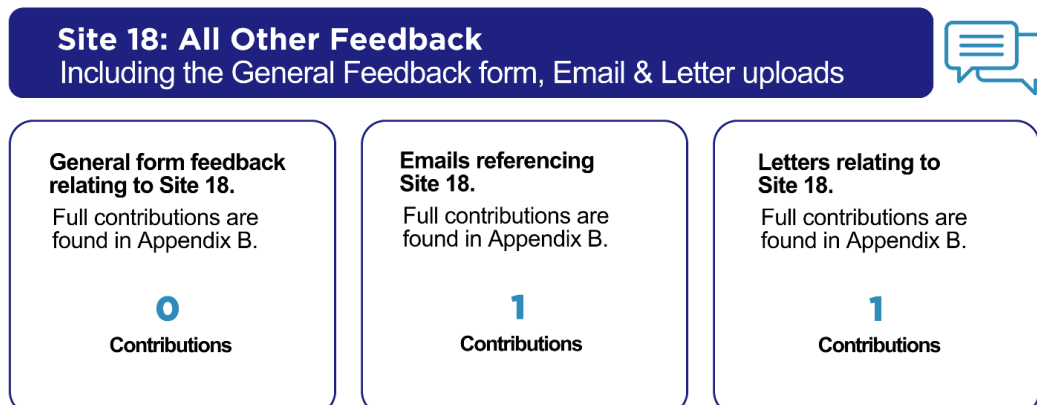 Site 18: All Other Feedback
Including the General Feedback form, Email & Letter uploads
General form feedback
relating to Site 18.
Full contributions are
found in Appendix B.
0
Contributions
Emails referencing
Site 18.
Full contributions are
found in Appendix B.
1
Contributions
Letters relating to
Site 18.
Full contributions are
found in Appendix B.
1
Contributions